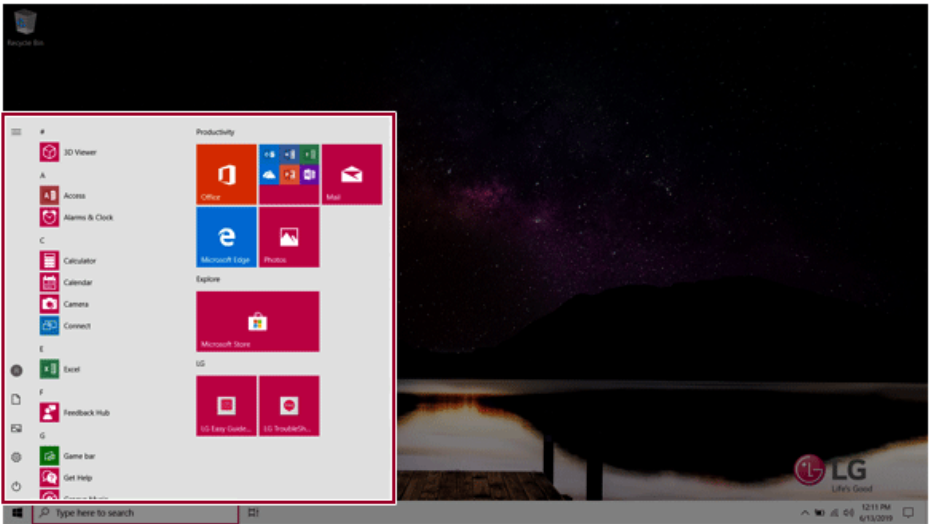 Recycle Bin
#
3D Viewer
A
Access
Alarms & Clock
C
Calculator
Calendar
Camera
Connect
E
Excel
F
Feedback Hub
G
Game bar
Get Help
Groove Music
Productivity
Office
Mail
Microsoft Edge
Photos
Explore
Microsoft Store
LG
LG Easy Guide...
LG TroubleSh...
LG
Life's Good
Type here to search
12:11 PM
6/13/2019